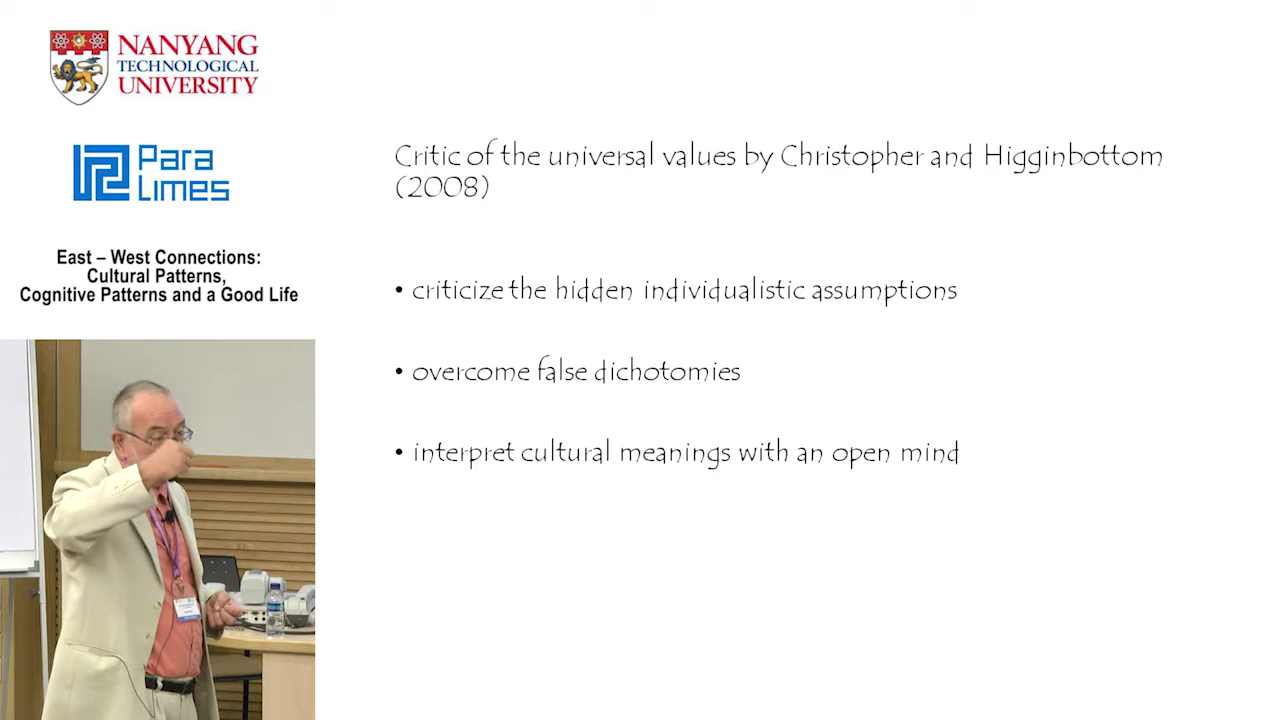 NANYANG
TECHNOLOGICAL
UNIVERSITY
Para
Limes
East – West Connections:
Cultural Patterns,
Cognitive Patterns and a Good Life
Critic of the universal values by Christopher and Higginbottom
(2008)
• criticize the hidden individualistic assumptions
• overcome false dichotomies
• interpret cultural meanings with an open mind